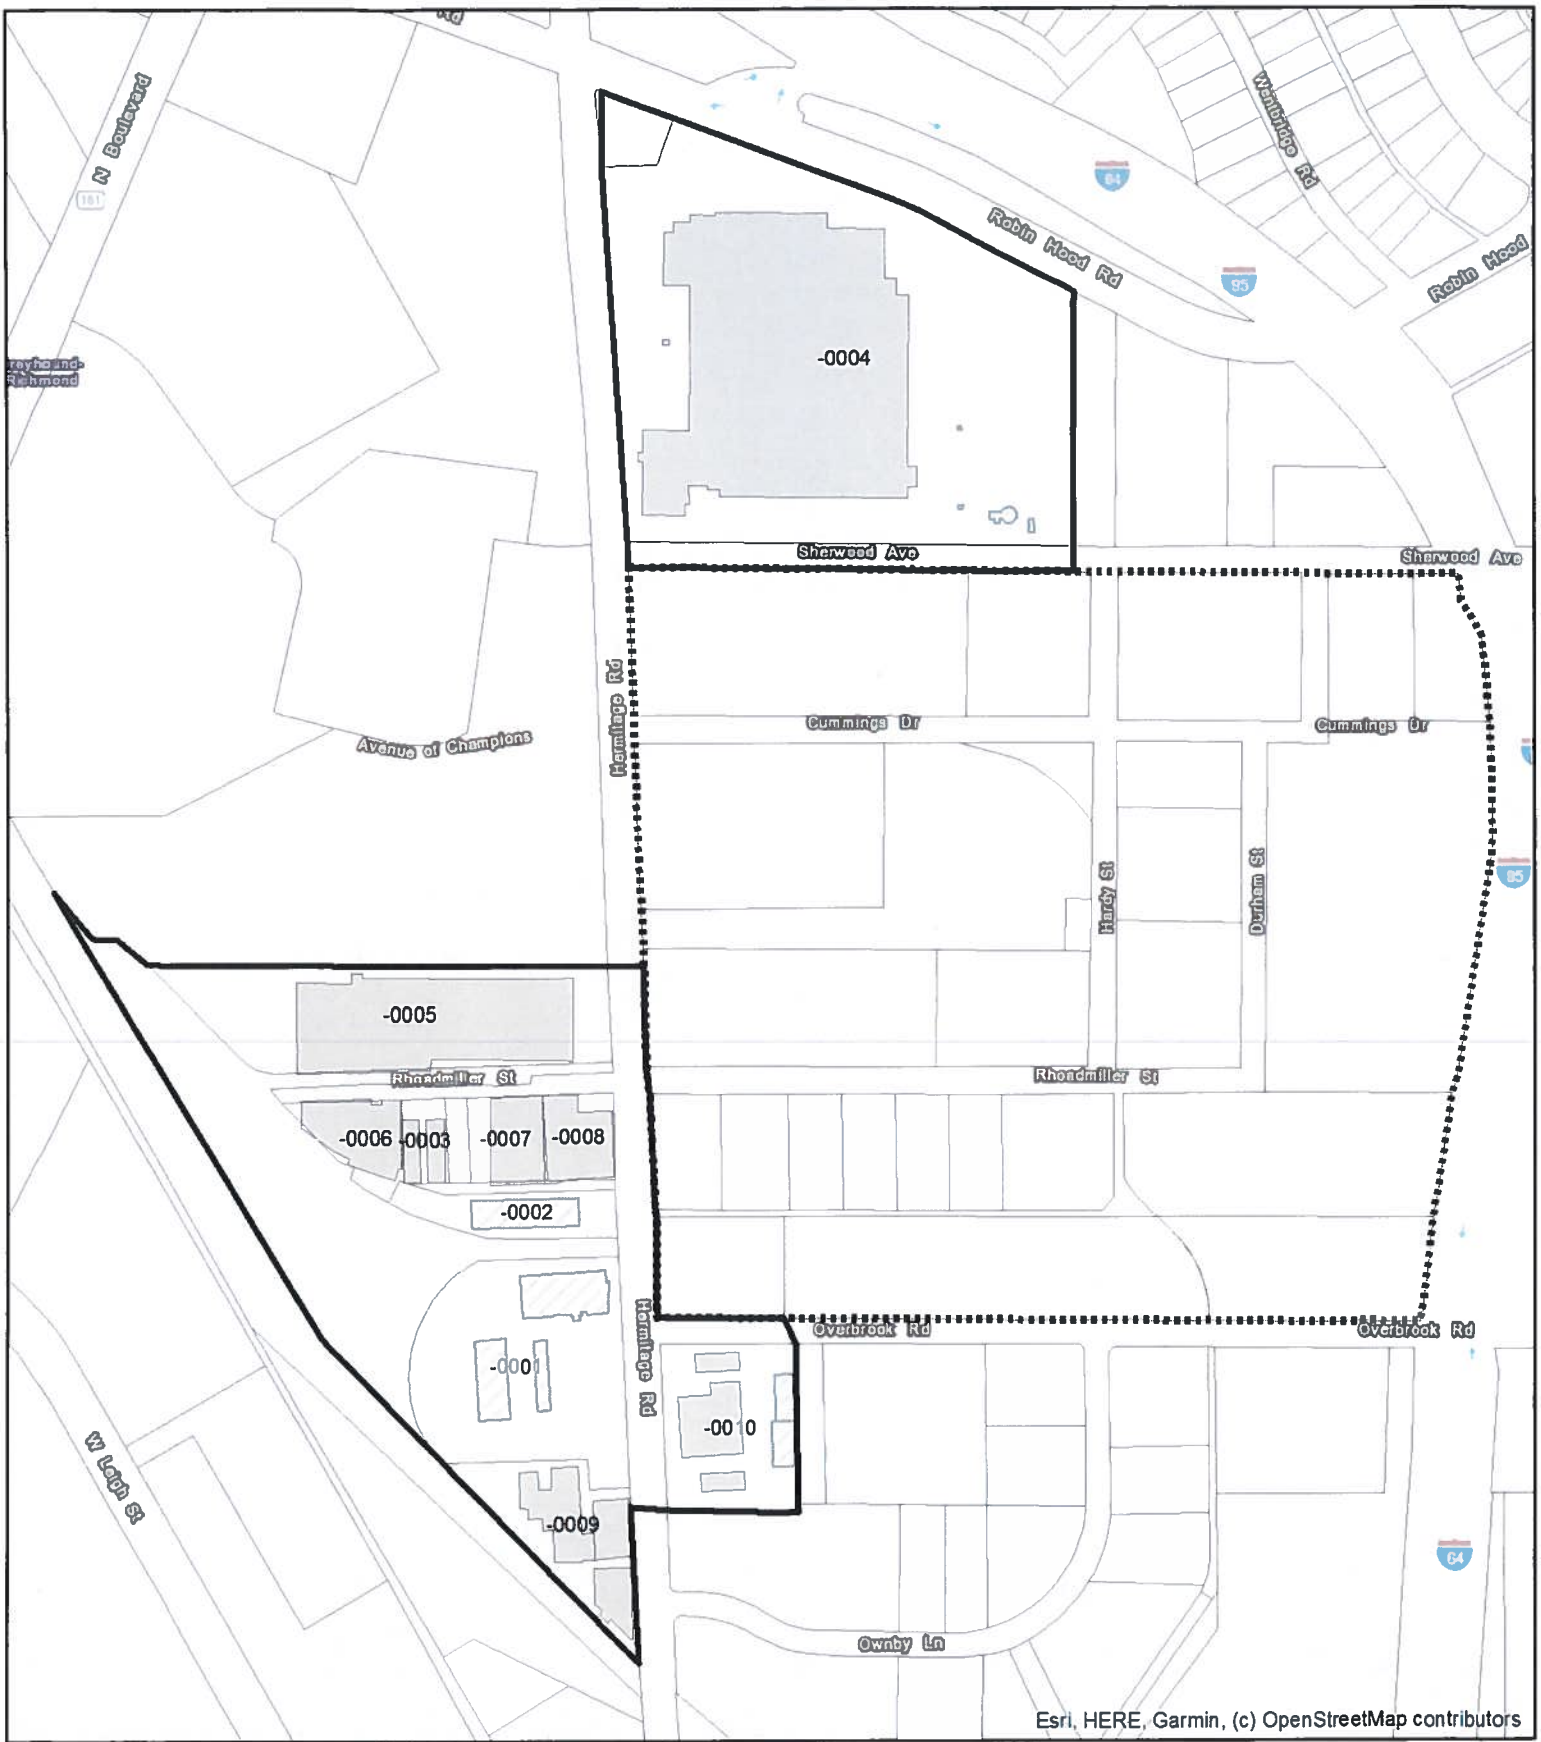 Rd
N Boulevard
161
Wentbridge Rd
64
Robin Hood Rd
95
Robin Hood
-0004
Richmond
Sherwood Ave
Sherwood Ave
Hermitage Rd
Cummings Dr
Cummings Dr
Avenue of Champions
Hardy St
Durham St
95
-0005
Rhoadmiller St
Rhoadmiller St
-0006
-0003
-0007
-0008
-0002
Hermitage Rd
Overbrook Rd
Overbrook Rd
-0001
-0010
W Leigh St
-0009
64
Ownby Ln
Esri, HERE, Garmin, (c) OpenStreetMap contributors